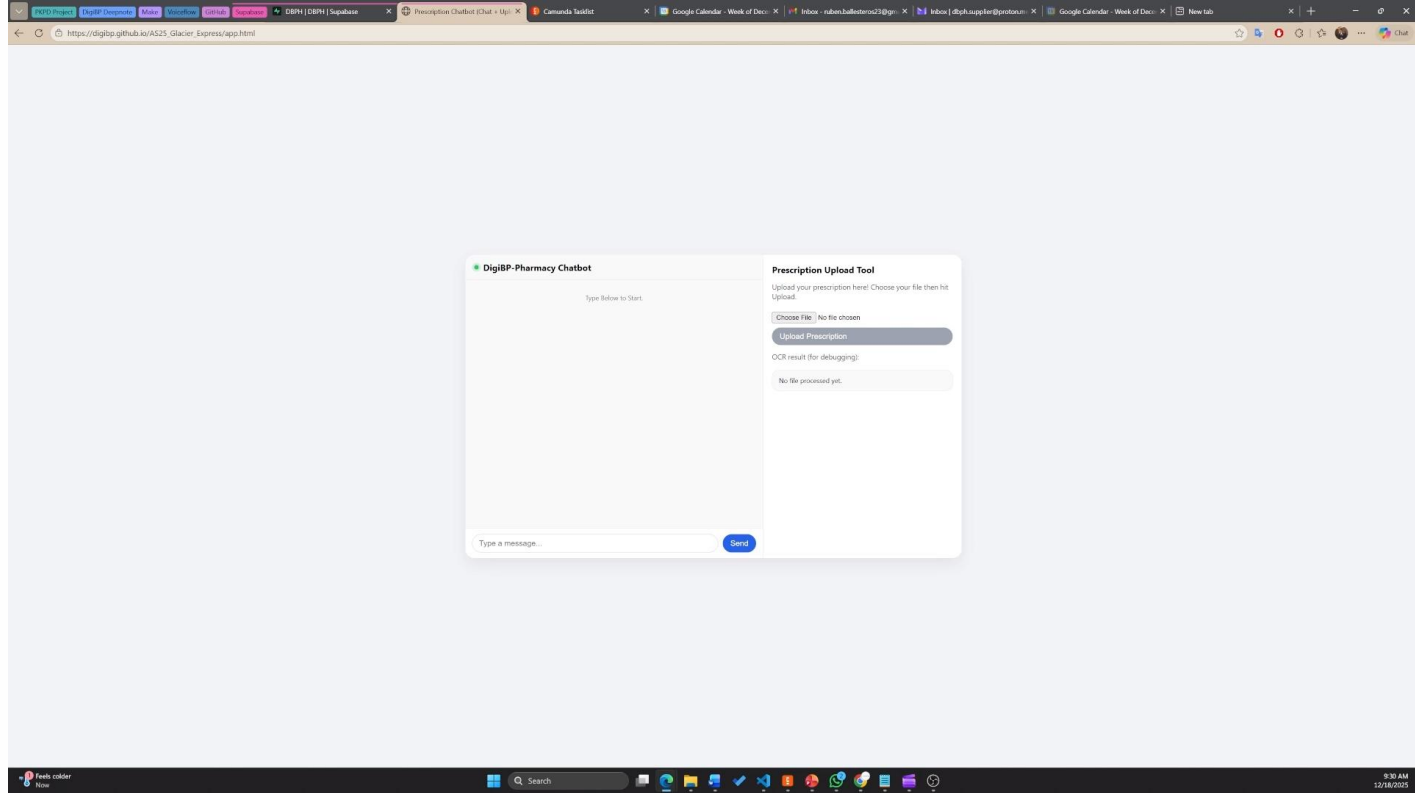 PKFD Project
DigiBP Deepnote
Make
Voiceflow
GitHub
Supabase
DBPH | DBPH | Supabase
Prescription Chatbot (Chat + Upl
Camunda Tasklist
Google Calendar - Week of Dece
Inbox - ruben.ballesteros23@gm
Inbox | dbph.supplier@proton.m
Google Calendar - Week of Dece
New tab
https://digibp.github.io/AS25_Glacier_Express/app.html
Chat
DigiBP-Pharmacy Chatbot
Type Below to Start.
Type a message...
Send
Prescription Upload Tool
Upload your prescription here! Choose your file then hit
Upload.
Choose File No file chosen
Upload Prescription
OCR result (for debugging):
No file processed yet.
1
Feels colder
Now
Search
9:30 AM
12/18/2025